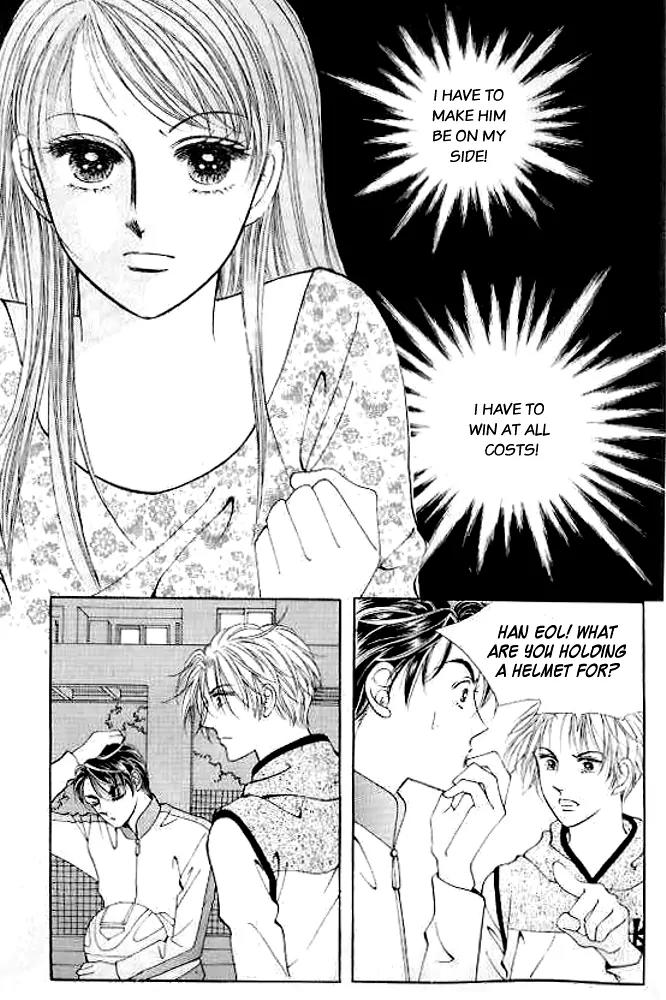 I HAVE TO
MAKE HIM
BE ON MY
SIDE!
I HAVE TO
WIN AT ALL
COSTS!
HAN EOL! WHAT
ARE YOU HOLDING
A HELMET FOR?